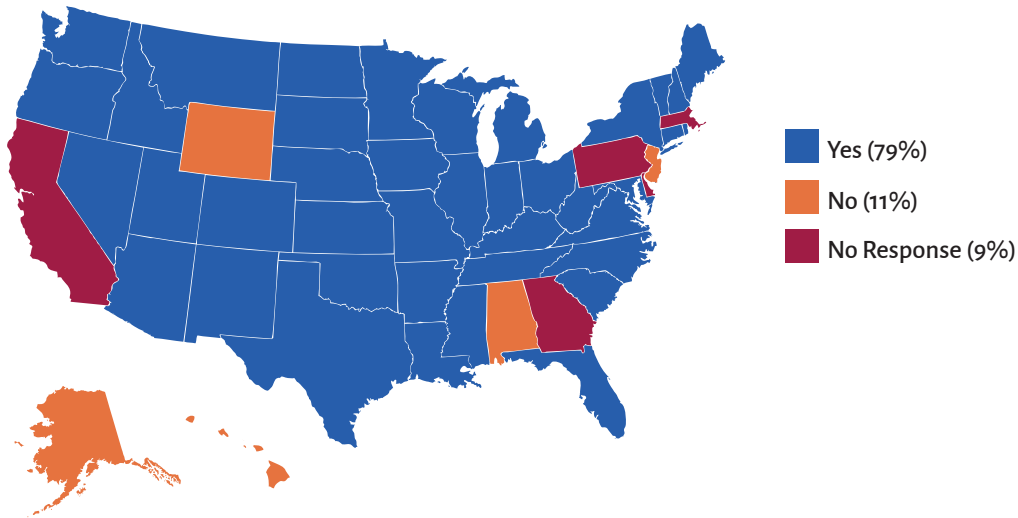 Yes (79%)
No (11%)
No Response (9%)